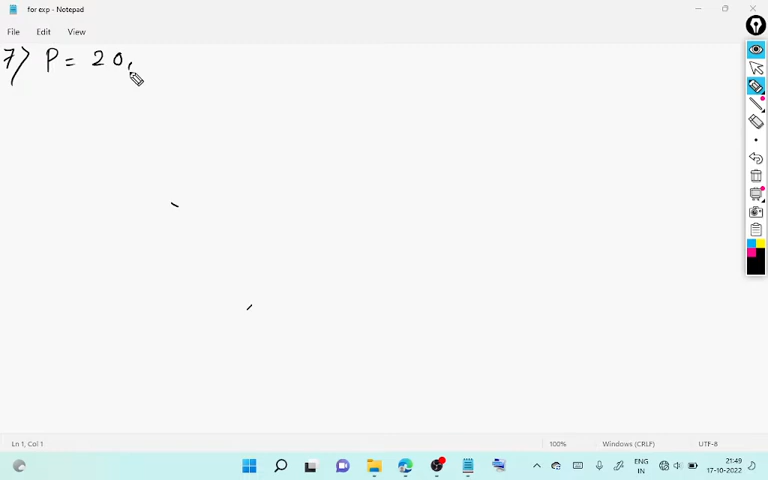 for exp - Notepad
File Edit View
7) P = 20,
Ln 1, Col 1 100% Windows (CRLF) UTF-8
ENG IN 21:49 17-10-2022